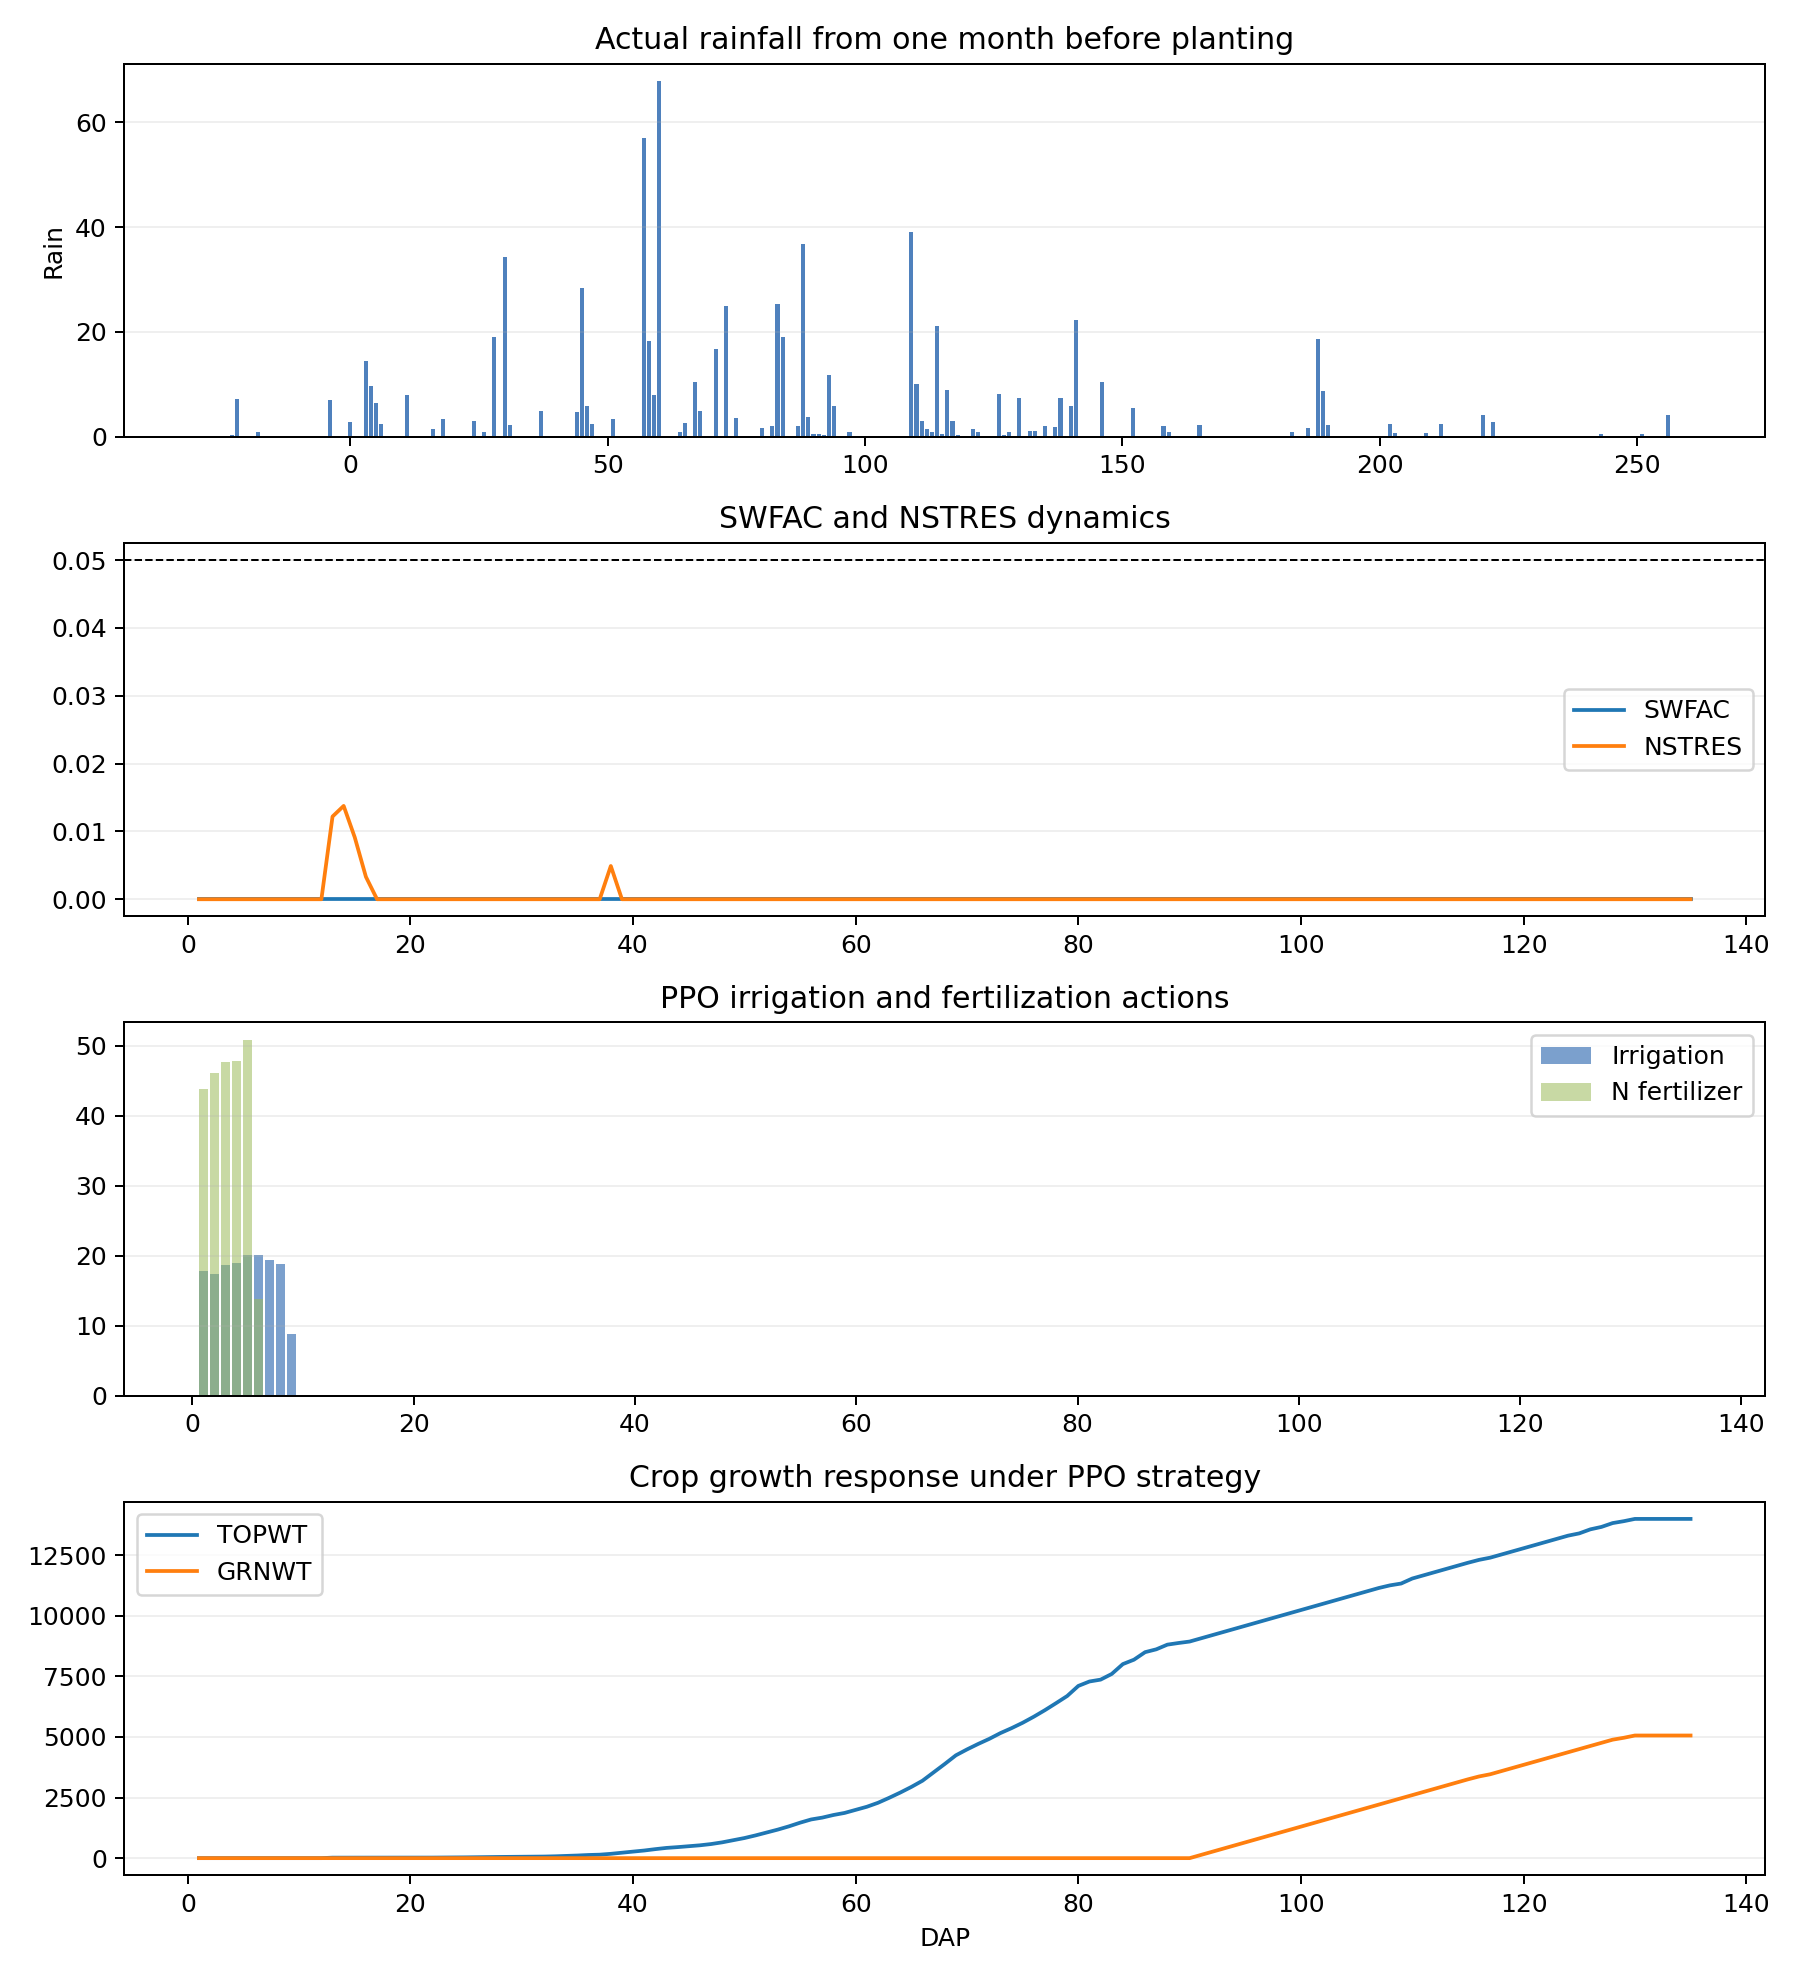 Actual rainfall from one month before planting
60
40
20
0
Rain
0 50 100 150 200 250
SWFAC and NSTRES dynamics
0.05
0.04
0.03
0.02
0.01
0.00
SWFAC
NSTRES
0 20 40 60 80 100 120 140
PPO irrigation and fertilization actions
50
40
30
20
10
0
Irrigation
N fertilizer
0 20 40 60 80 100 120 140
Crop growth response under PPO strategy
TOPWT
GRNWT
12500
10000
7500
5000
2500
0
0 20 40 60 80 100 120 140
DAP